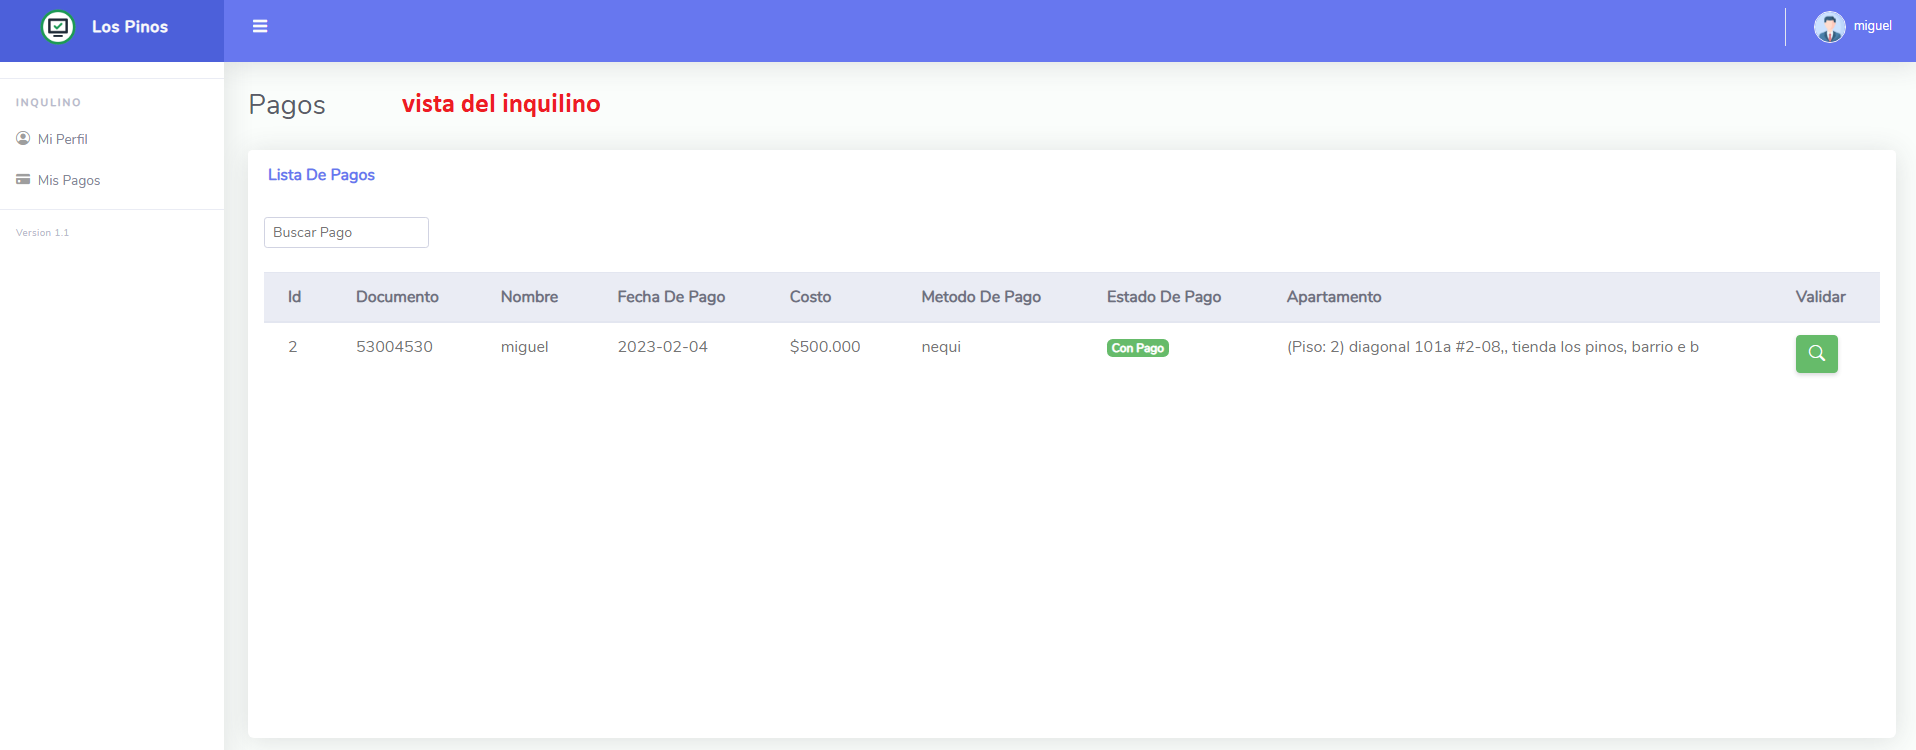 Los Pinos
miguel
INQULINO
Mi Perfil
Mis Pagos
Version 1.1
Pagos
vista del inquilino
Lista De Pagos
Buscar Pago
Id Documento Nombre Fecha De Pago Costo Metodo De Pago Estado De Pago Apartamento Validar
2 53004530 miguel 2023-02-04 $500.000 nequi Con Pago (Piso: 2) diagonal 101a #2-08,, tienda los pinos, barrio e b